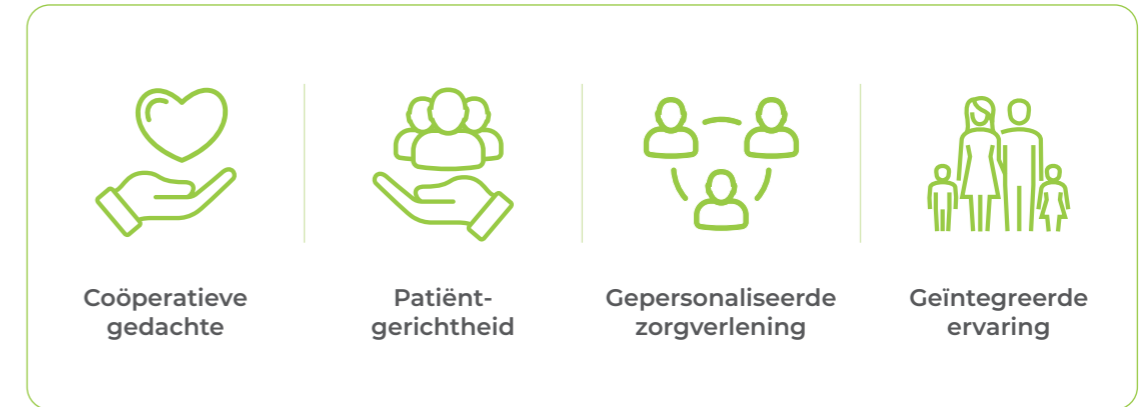 Coöperatieve
gedachte
Patiënt-
gerichtheid
Gepersonaliseerde
zorgverlening
Geïntegreerde
ervaring